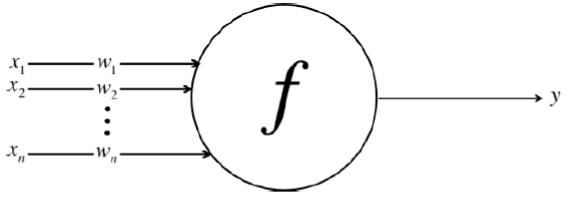 x₁ w₁
x₂ w₂
⋮
xₙ wₙ
f
y